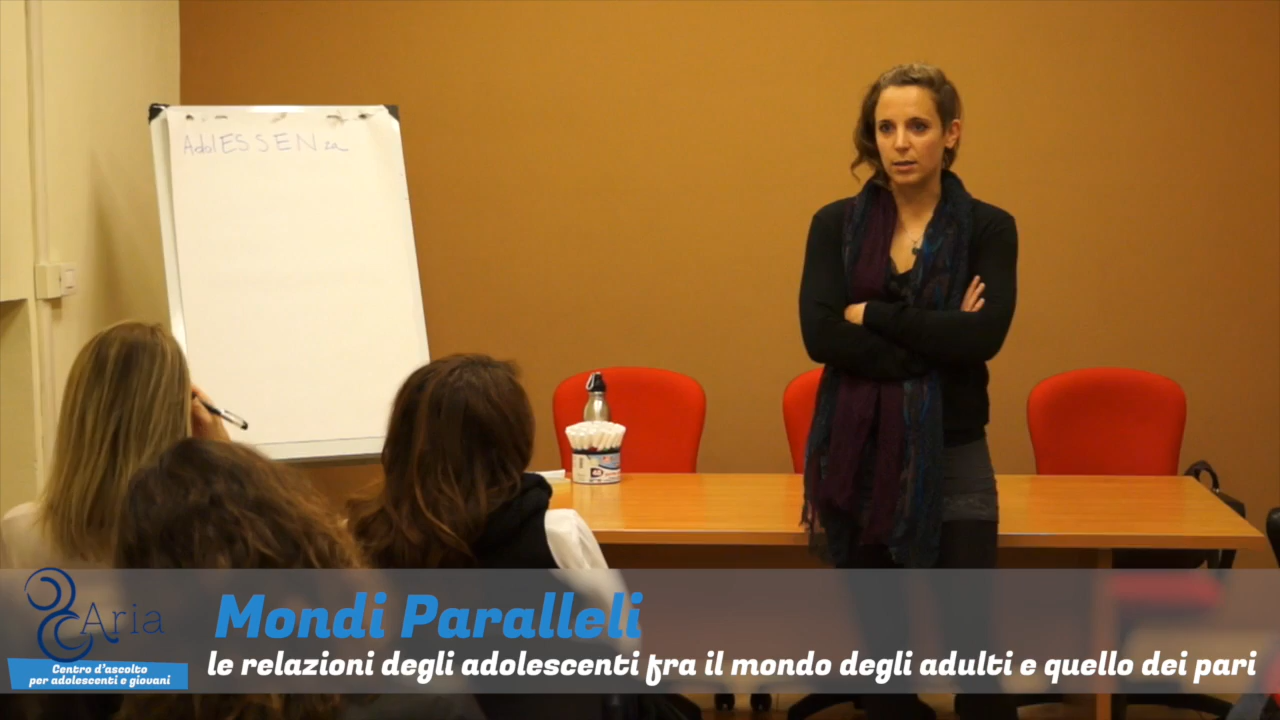 AdolESSENza
Aria
Centro d'ascolto
per adolescenti e giovani
Mondi Paralleli
le relazioni degli adolescenti fra il mondo degli adulti e quello dei pari